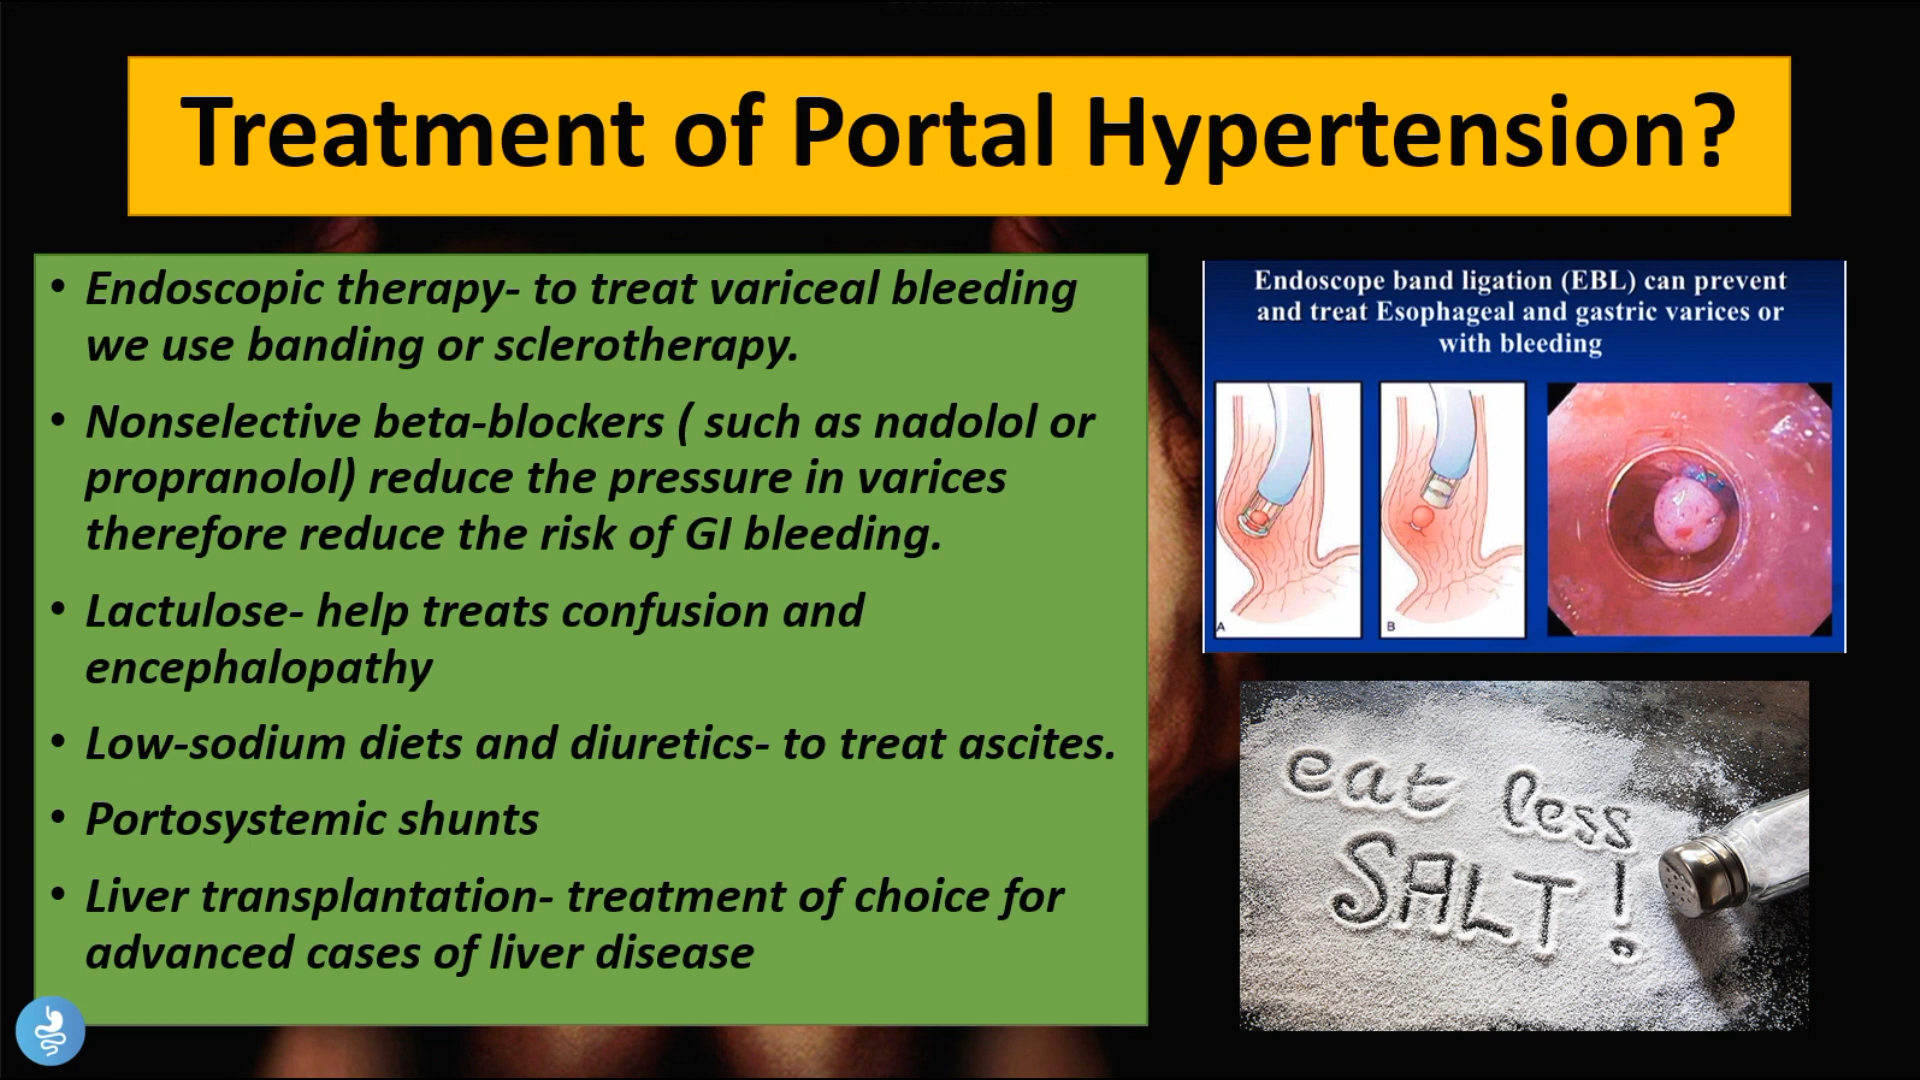 Treatment of Portal Hypertension?
• Endoscopic therapy- to treat variceal bleeding
we use banding or sclerotherapy.
• Nonselective beta-blockers ( such as nadolol or
propranolol) reduce the pressure in varices
therefore reduce the risk of GI bleeding.
• Lactulose- help treats confusion and
encephalopathy
• Low-sodium diets and diuretics- to treat ascites.
• Portosystemic shunts
• Liver transplantation- treatment of choice for
advanced cases of liver disease
Endoscope band ligation (EBL) can prevent
and treat Esophageal and gastric varices or
with bleeding
A
B
eat less
SALT!